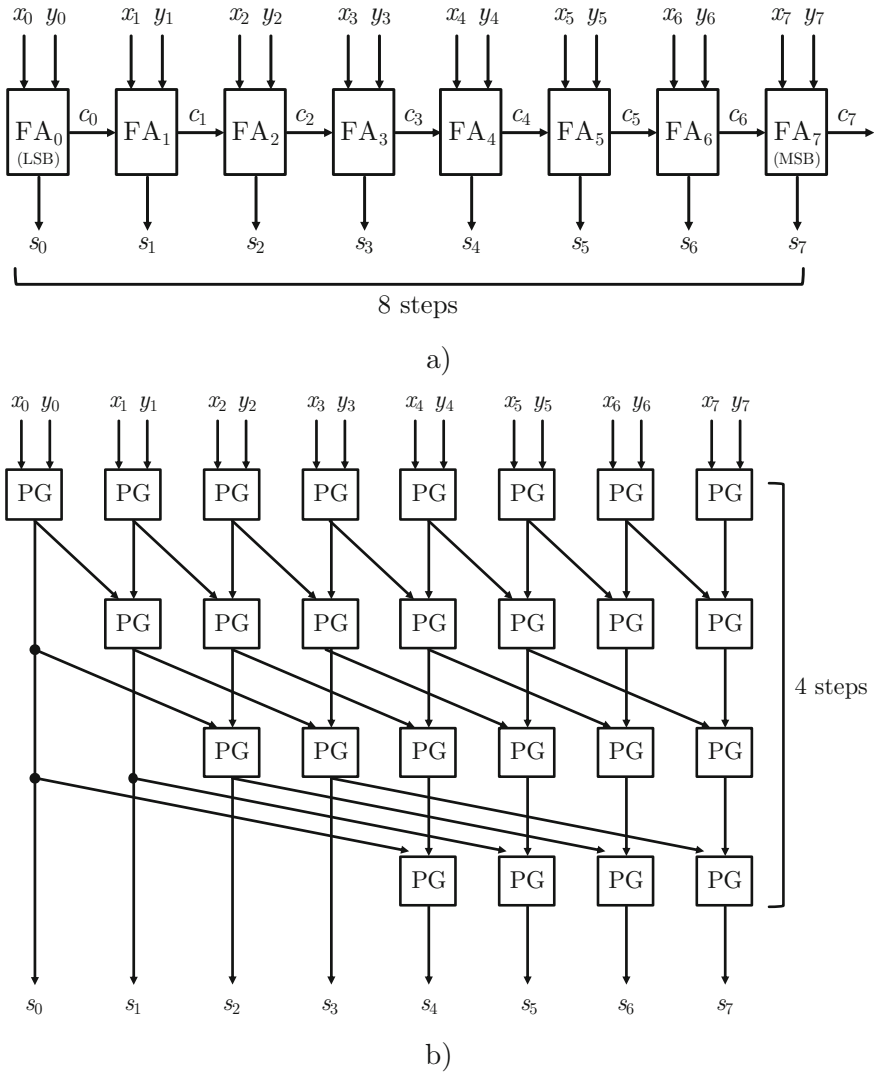 x0 y0 x1 y1 x2 y2 x3 y3 x4 y4 x5 y5 x6 y6 x7 y7
c0 c1 c2 c3 c4 c5 c6 c7
FA0 FA1 FA2 FA3 FA4 FA5 FA6 FA7
(LSB) (MSB)
s0 s1 s2 s3 s4 s5 s6 s7
8 steps
a)
x0 y0 x1 y1 x2 y2 x3 y3 x4 y4 x5 y5 x6 y6 x7 y7
PG PG PG PG PG PG PG PG
PG PG PG PG PG PG PG
4 steps
PG PG PG PG PG PG
PG PG PG PG
s0 s1 s2 s3 s4 s5 s6 s7
b)